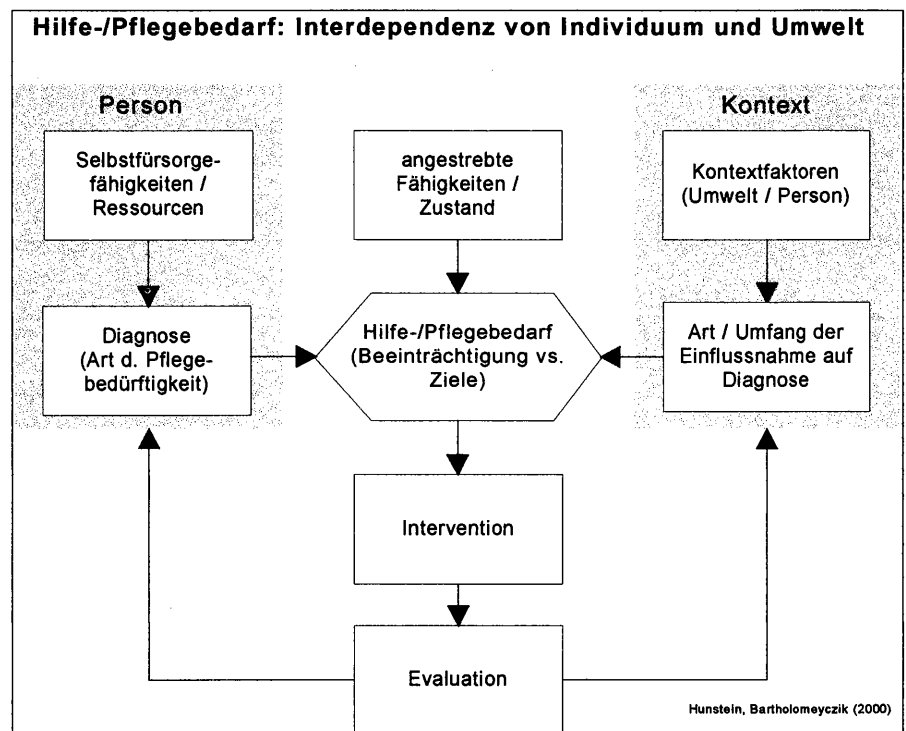 Hilfe-/Pflegebedarf: Interdependenz von Individuum und Umwelt
Person
Kontext
Selbstfürsorge-
fähigkeiten /
Ressourcen
angestrebte
Fähigkeiten /
Zustand
Kontextfaktoren
(Umwelt / Person)
Diagnose
(Art d. Pflege-
bedürftigkeit)
Hilfe-/Pflegebedarf
(Beeinträchtigung vs.
Ziele)
Art / Umfang der
Einflussnahme auf
Diagnose
Intervention
Evaluation
Hunstein, Bartholomeyczik (2000)